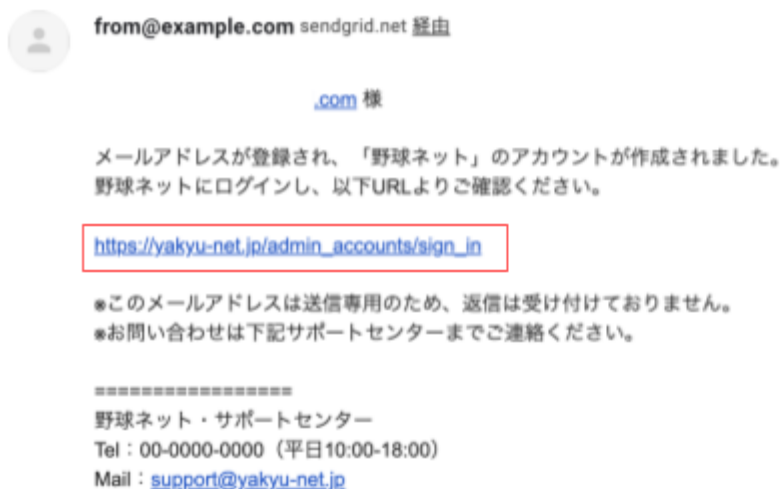 from@example.com sendgrid.net 経由
.com 様
メールアドレスが登録され、「野球ネット」のアカウントが作成されました。
野球ネットにログインし、以下URLよりご確認ください。
https://yakyu-net.jp/admin_accounts/sign_in
※このメールアドレスは送信専用のため、返信は受け付けておりません。
※お問い合わせは下記サポートセンターまでご連絡ください。
=================
野球ネット・サポートセンター
Tel：00-0000-0000（平日10:00-18:00）
Mail：support@yakyu-net.jp